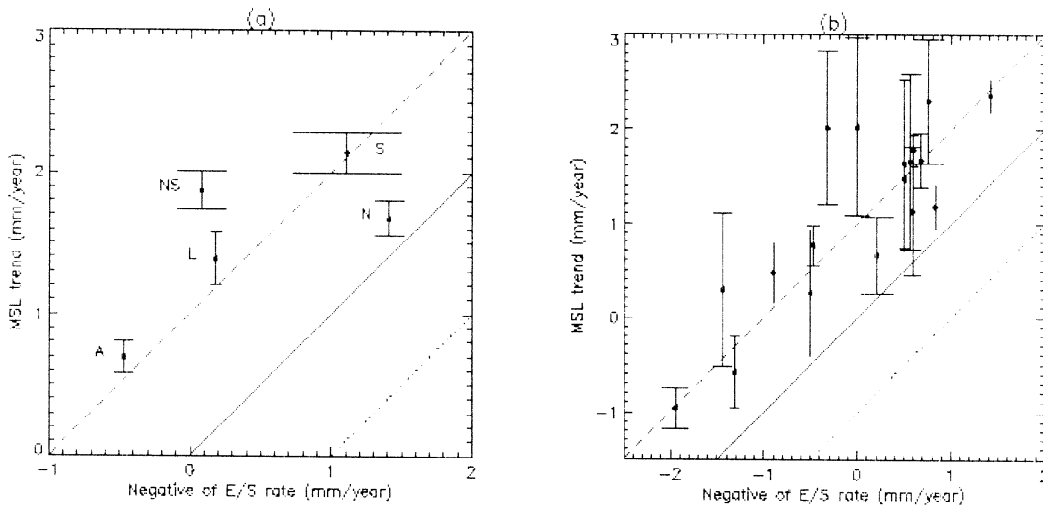 (a)
3
2
1
0
MSL trend (mm/year)
S
NS
N
L
A
-1
0
1
2
Negative of E/S rate (mm/year)
(b)
3
2
1
0
-1
MSL trend (mm/year)
-2
-1
0
1
2
Negative of E/S rate (mm/year)